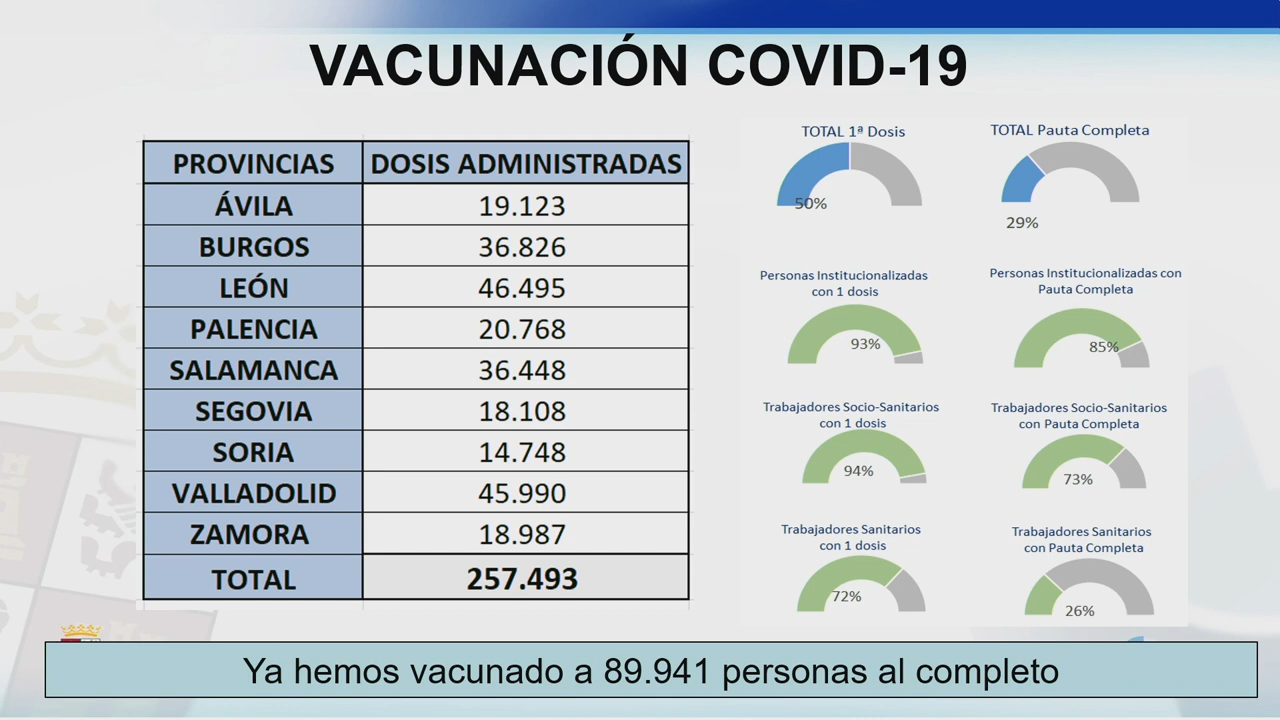 VACUNACIÓN COVID-19
PROVINCIAS DOSIS ADMINISTRADAS
ÁVILA 19.123
BURGOS 36.826
LEÓN 46.495
PALENCIA 20.768
SALAMANCA 36.448
SEGOVIA 18.108
SORIA 14.748
VALLADOLID 45.990
ZAMORA 18.987
TOTAL 257.493
TOTAL 1ª Dosis
50%
TOTAL Pauta Completa
29%
Personas Institucionalizadas
con 1 dosis
93%
Personas Institucionalizadas con
Pauta Completa
85%
Trabajadores Socio-Sanitarios
con 1 dosis
94%
Trabajadores Socio-Sanitarios
con Pauta Completa
73%
Trabajadores Sanitarios
con 1 dosis
72%
Trabajadores Sanitarios
con Pauta Completa
26%
Ya hemos vacunado a 89.941 personas al completo